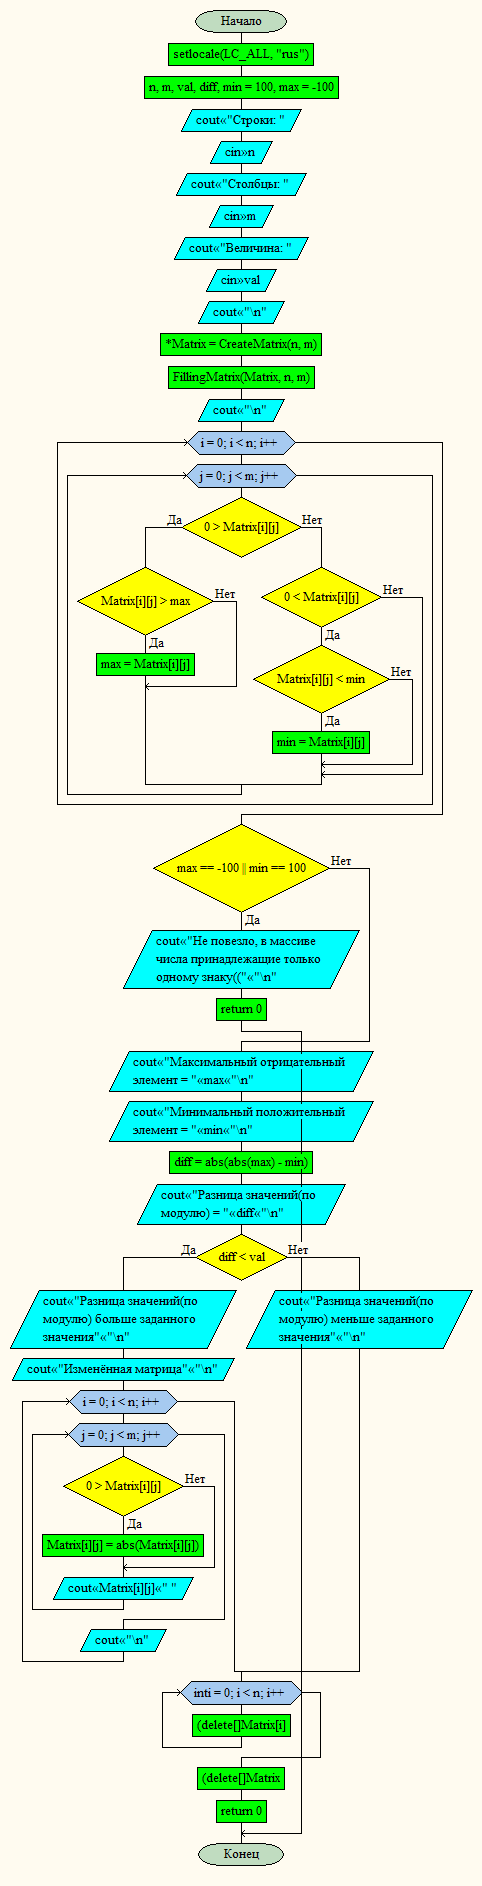 Начало
setlocale(LC_ALL, "rus")
n, m, val, diff, min = 100, max = -100
cout«"Строки: "
cin»n
cout«"Столбцы: "
cin»m
cout«"Величина: "
cin»val
cout«"\n"
*Matrix = CreateMatrix(n, m)
FillingMatrix(Matrix, n, m)
cout«"\n"
i = 0; i < n; i++
j = 0; j < m; j++
Да
Нет
0 > Matrix[i][j]
Matrix[i][j] > max
Нет
0 < Matrix[i][j]
Нет
Да
Да
max = Matrix[i][j]
Matrix[i][j] < min
Нет
Да
min = Matrix[i][j]
max == -100 || min == 100
Нет
Да
cout«"Не повезло, в массиве
числа принадлежащие только
одному знаку(("«"\n"
return 0
cout«"Максимальный отрицательный
элемент = "«max«"\n"
cout«"Минимальный положительный
элемент = "«min«"\n"
diff = abs(abs(max) - min)
cout«"Разница значений(по
модулю) = "«diff«"\n"
Да
Нет
diff < val
cout«"Разница значений(по
модулю) больше заданного
значения"«"\n"
cout«"Разница значений(по
модулю) меньше заданного
значения"«"\n"
cout«"Изменённая матрица"«"\n"
i = 0; i < n; i++
j = 0; j < m; j++
0 > Matrix[i][j]
Нет
Да
Matrix[i][j] = abs(Matrix[i][j])
cout«Matrix[i][j]«" "
cout«"\n"
inti = 0; i < n; i++
(delete[]Matrix[i]
(delete[]Matrix
return 0
Конец